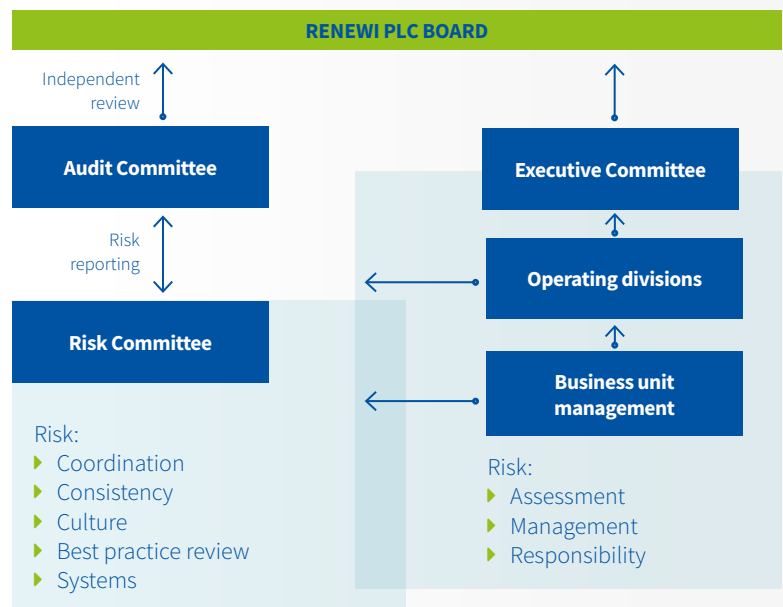 RENEWI PLC BOARD
Independent
review
Audit Committee
Risk
reporting
Risk Committee
Risk:
Coordination
Consistency
Culture
Best practice review
Systems
Executive Committee
Operating divisions
Business unit
management
Risk:
Assessment
Management
Responsibility